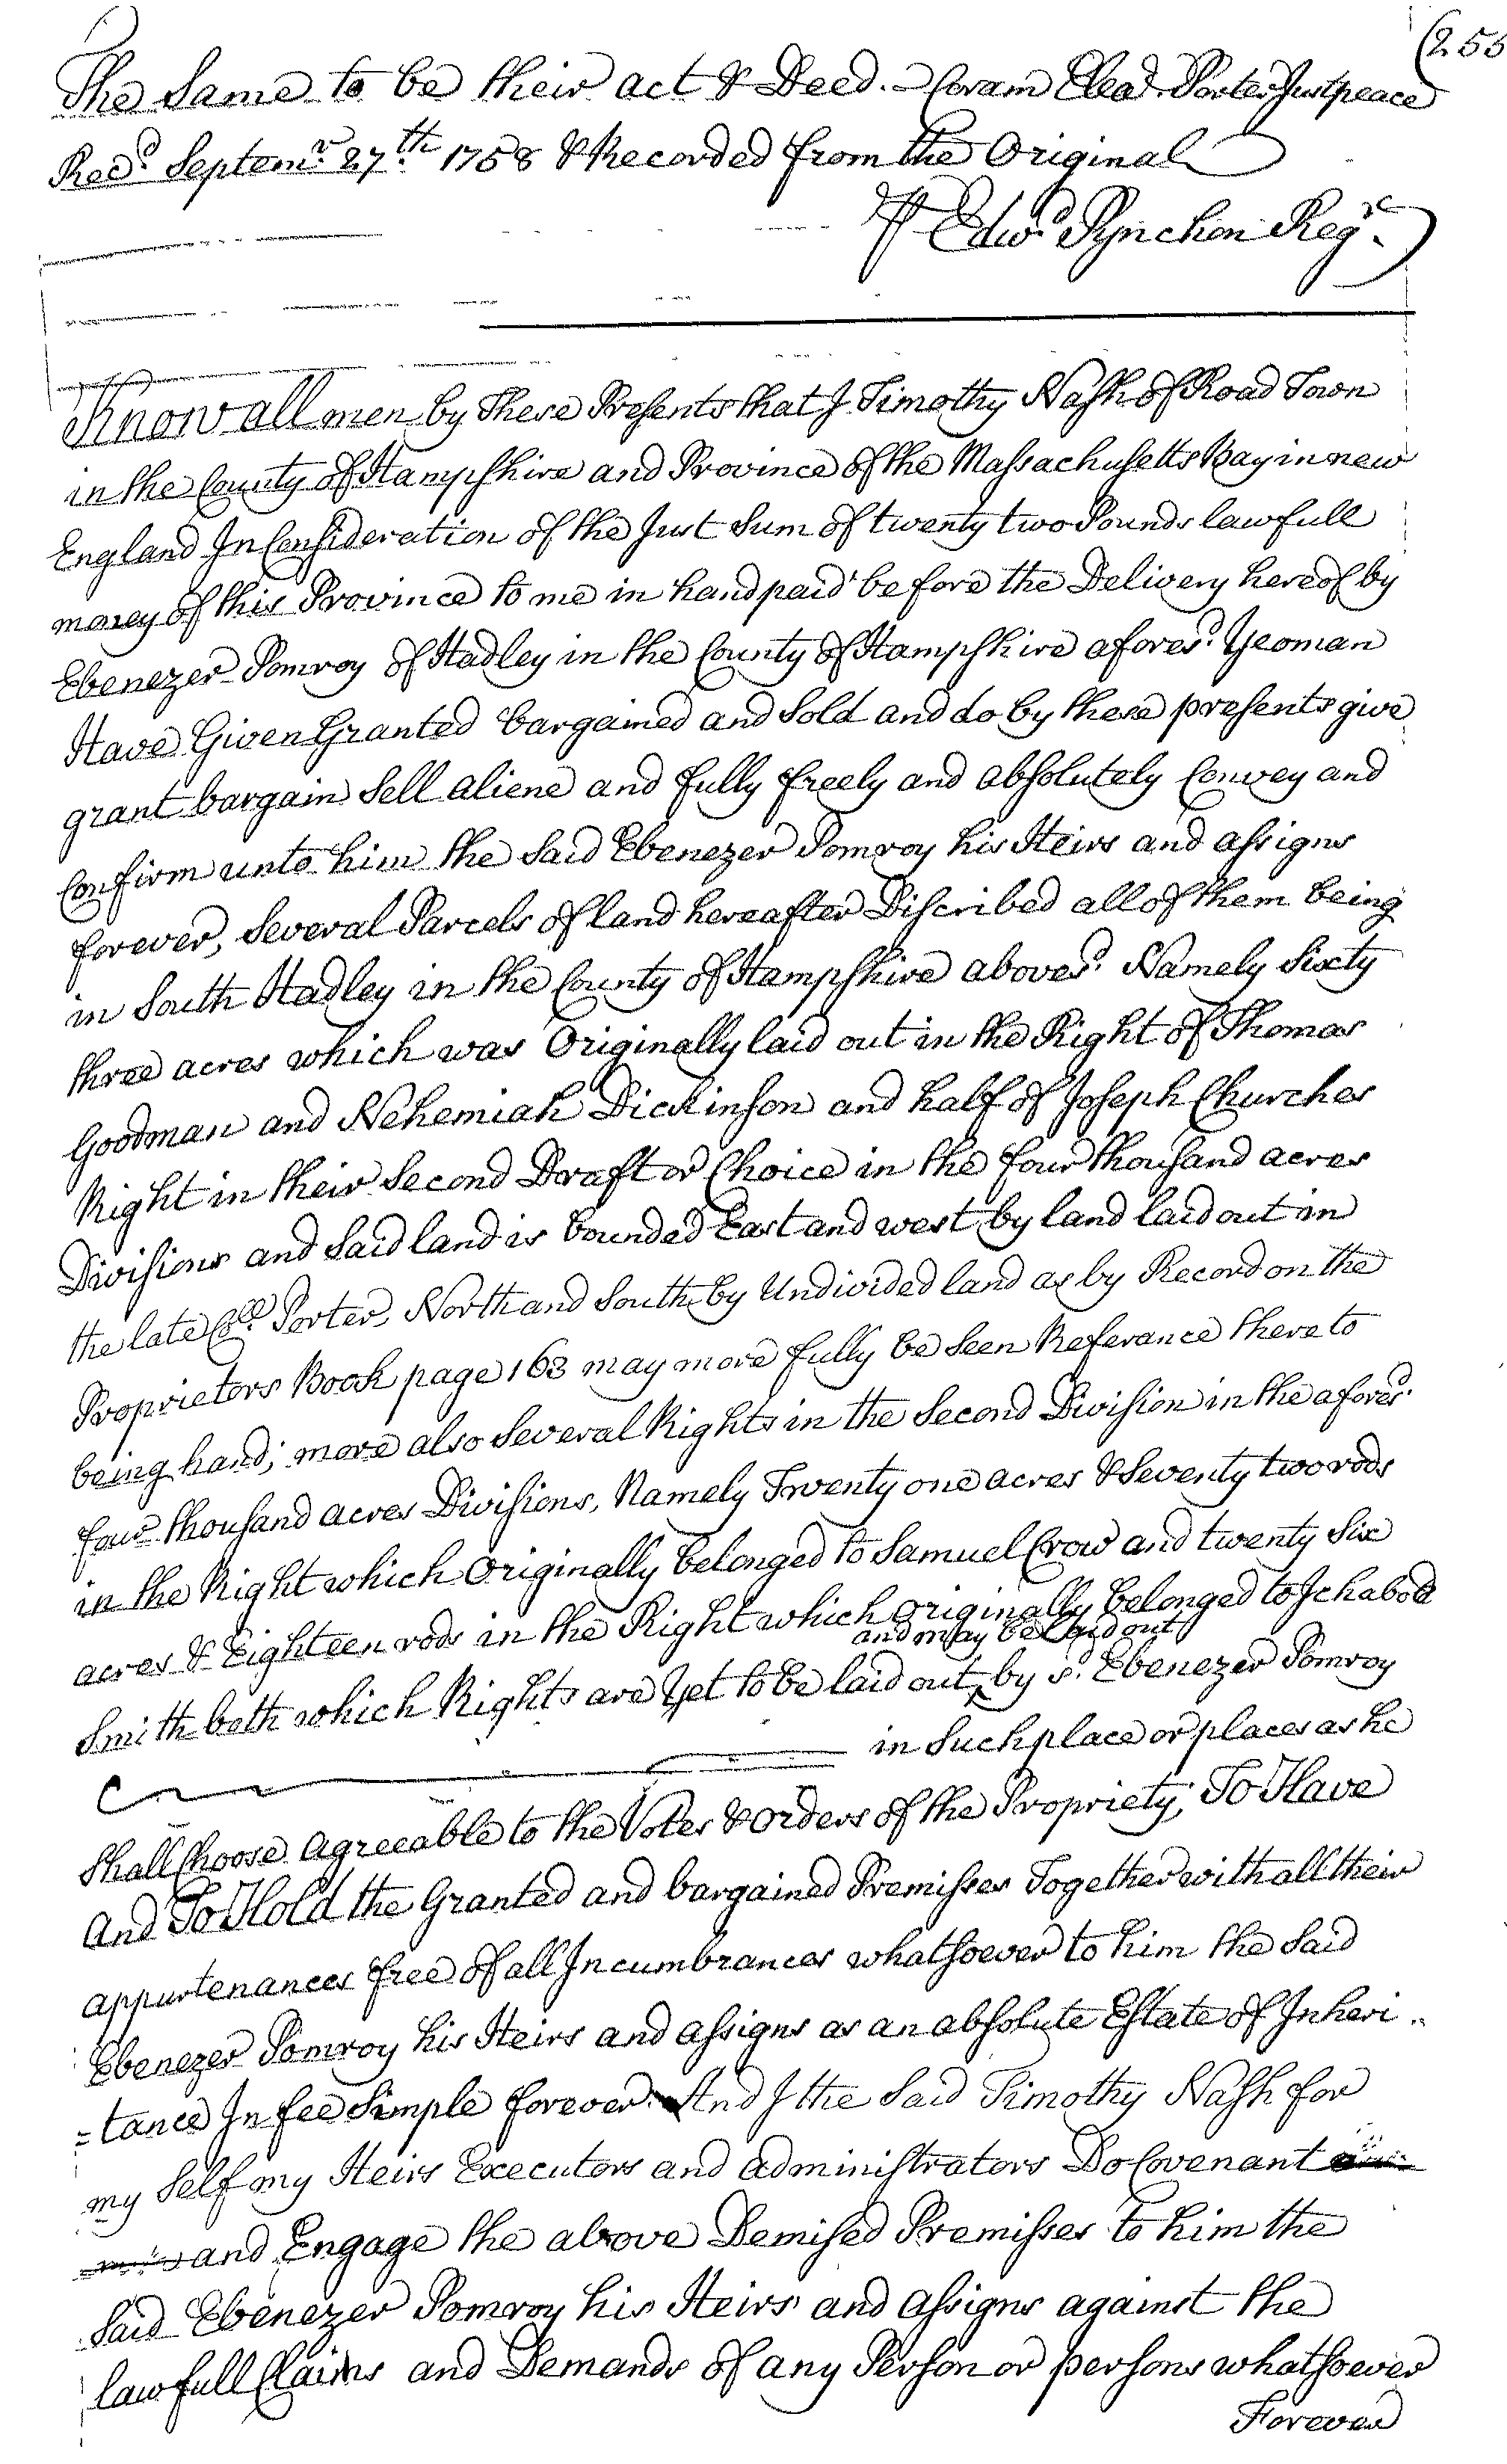 (255
The Same to be their act & Deed. Coram Elea.r Porter Justpeace
Recd. Septemr. 27th. 1758 & Recorded from the Original
P Edwd. Pynchon Regr.
Know all men by These Presents that I Timothy Nash of Road Town
in the County of Hampshire and Province of the Massachusetts Bay in new
England In Consideration of the Just Sum of twenty two Pounds lawfull
money of this Province to me in hand paid before the Delivery hereof by
Ebenezer Pomroy of Hadley in the County of Hampshire aforesd. Yeoman
Have Given Granted bargained and Sold and do by these presents give
grant bargain Sell aliene and fully freely and absolutely Convey and
Confirm unto him the Said Ebenezer Pomroy his Heirs and assigns
forever, Several Parcels of land hereafter Discribed all of them being
in South Hadley in the County of Hampshire abovesd. Namely Sixty
three acres which was Originally laid out in the Right of Thomas
Goodman and Nehemiah Dickinson and half of Joseph Churches
Right in their Second Draft or Choice in the four thousand acres
Divisions and Said land is bounded East and west by land laid out in
the late Coll. Porter, North and South by Undivided land as by Record on the
Proprietors Book page 163 may more fully be Seen Referance thereto
being hand; more also Several Rights in the Second Division in the aforesd.
four thousand acres Divisions, Namely Twenty one acres & Seventy two rods
in the Right which Originally belonged to Samuel Crow and twenty Six
acres & Eighteen rods in the Right which Originally belonged to Ichabod
and may be laid out
Smith both which Rights are Yet to be laid out ‸ by sd. Ebenezer Pomroy
in Such place or places as he
Shall Choose agreeable to the Votes & Orders of the Propriety; To Have
And To Hold the Granted and bargained Premisses Together with all their
appurtenances free of all Incumbrances whatsoever to him the Said
Ebenezer Pomroy his Heirs and assigns as an absolute Estate of Inheri..
=tance In fee Simple forever. And I the Said Timothy Nash for
my Self my Heirs Executors and administrators Do Covenant
and Engage the above Demised Premisses to him the
Said Ebenezer Pomroy his Heirs and assigns against the
lawfull Claims and Demands of any Person or persons whatsoever
Forever